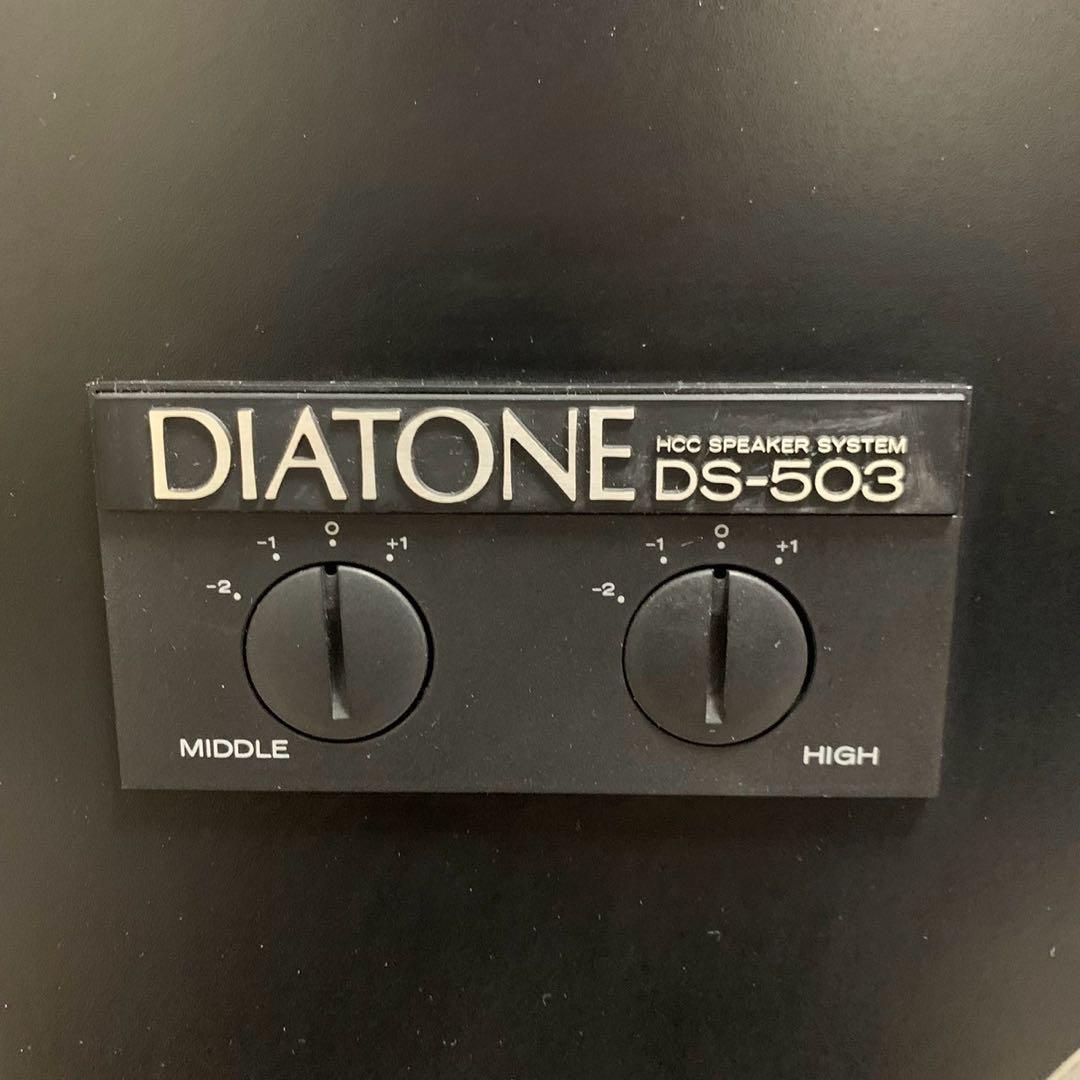 DIATONE
HCC SPEAKER SYSTEM
DS-503
-2 -1 0 +1
-2 -1 0 +1
MIDDLE
HIGH